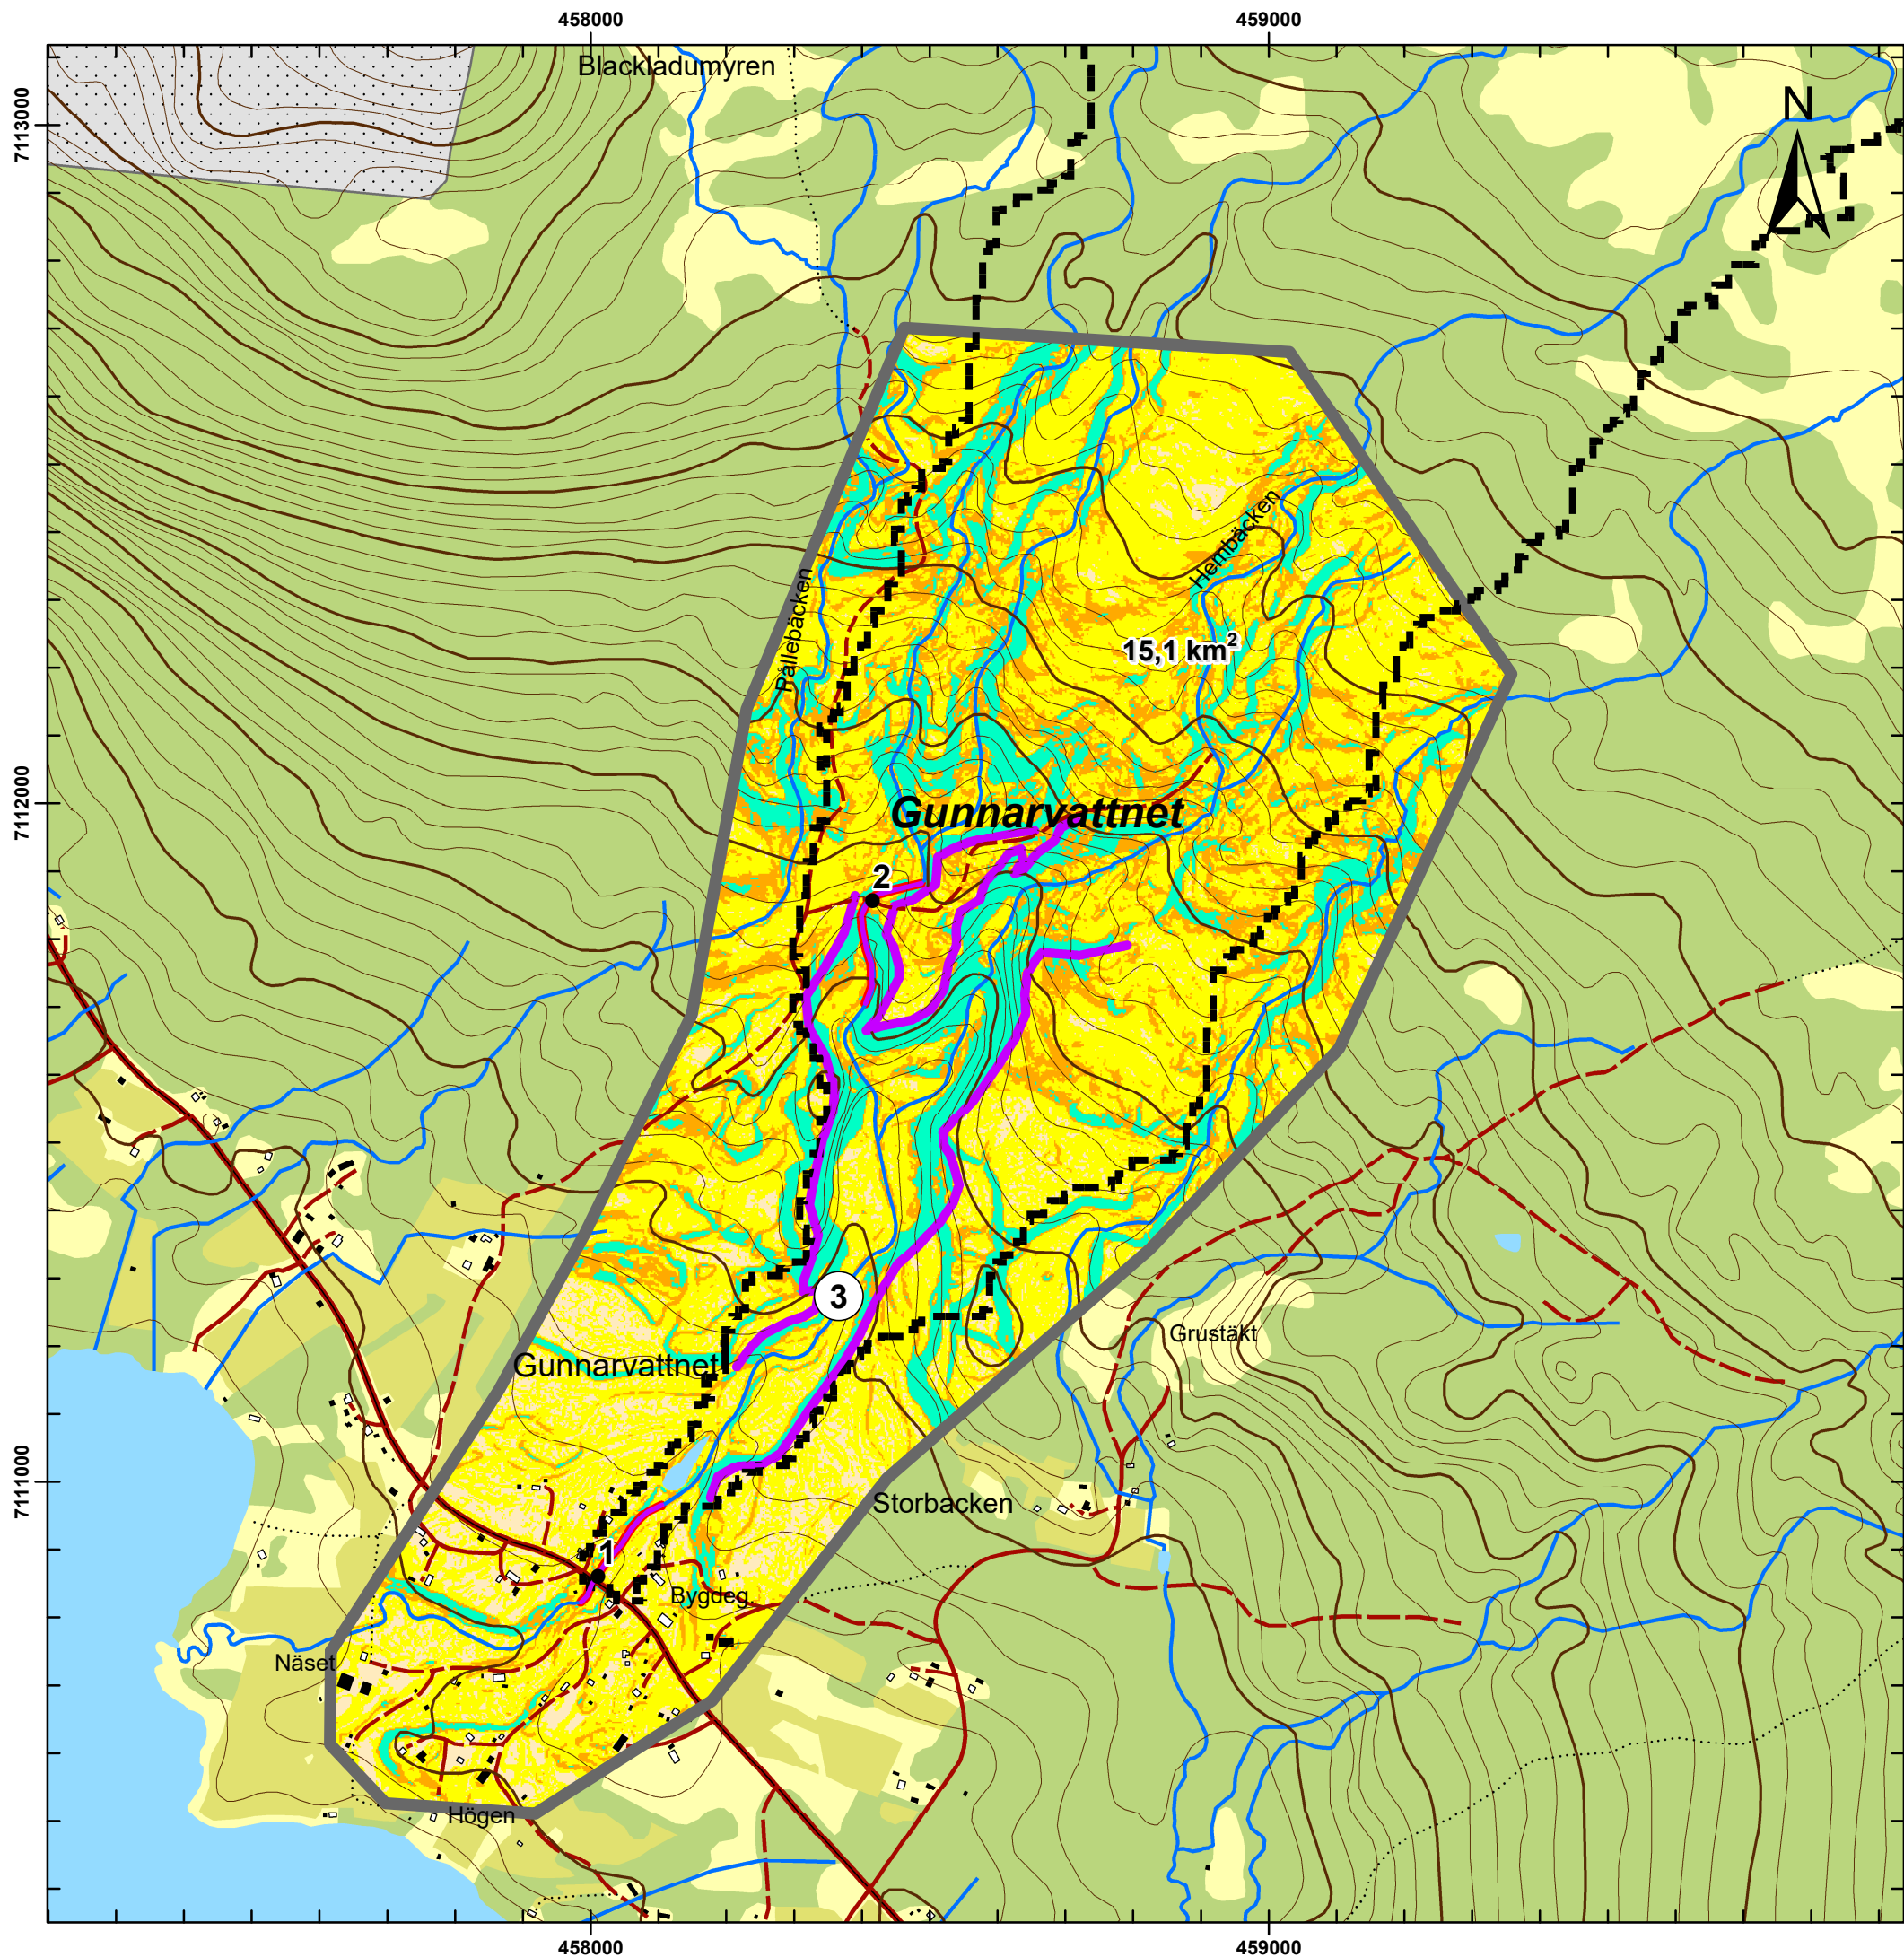 458000
459000
Blackladumyren
7113000
N
Hembäcken
Pållebäcken
15,1 km²
7112000
Gunnarvattnet
2
3
Grustäkt
Gunnarvattnet
7111000
Storbacken
1
Bygdeg.
Näset
Högen
458000
459000